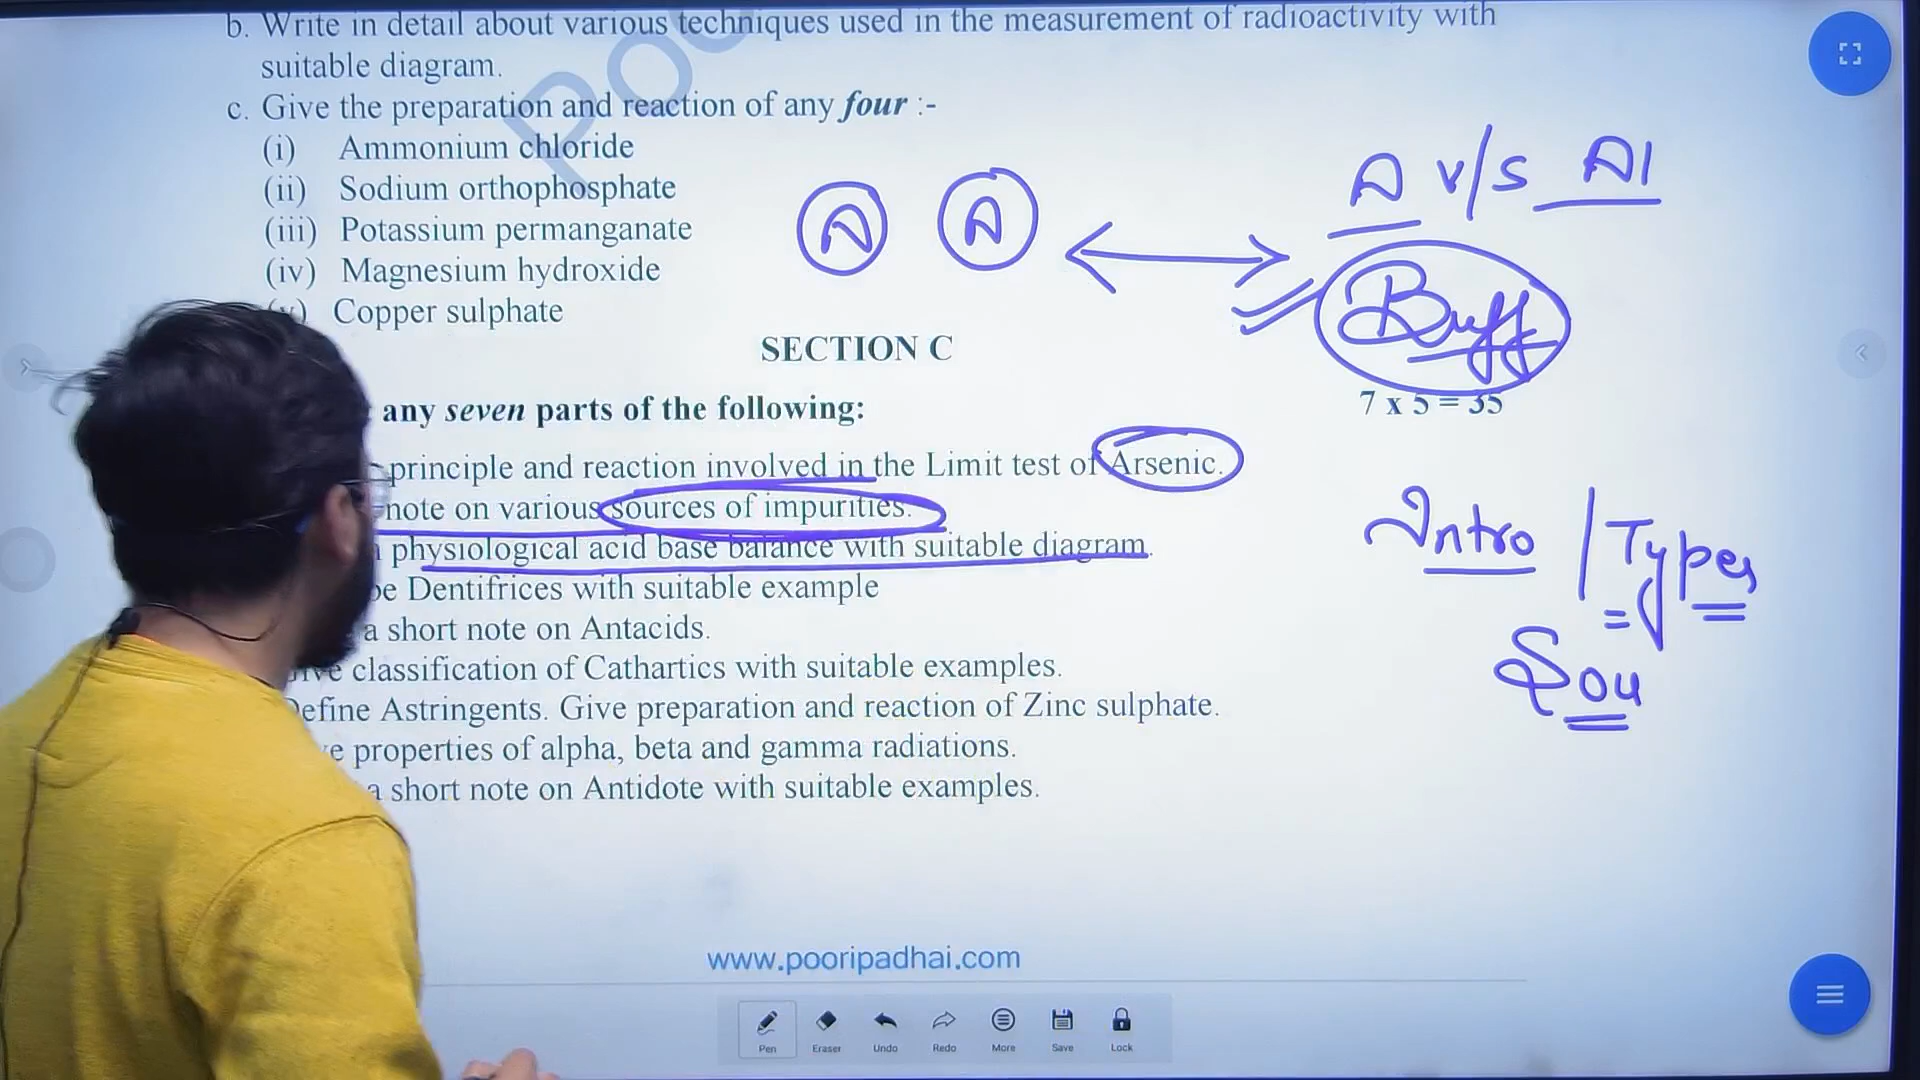 b. Write in detail about various techniques used in the measurement of radioactivity with
suitable diagram.
c. Give the preparation and reaction of any four :-
(i) Ammonium chloride
(ii) Sodium orthophosphate
(iii) Potassium permanganate
(iv) Magnesium hydroxide
(v) Copper sulphate
A v/s Al
A A
Buff
SECTION C
any seven parts of the following:
7 x 5 = 35
principle and reaction involved in the Limit test of Arsenic.
note on various sources of impurities.
physiological acid base balance with suitable diagram.
Dentifrices with suitable example
a short note on Antacids.
classification of Cathartics with suitable examples.
Define Astringents. Give preparation and reaction of Zinc sulphate.
properties of alpha, beta and gamma radiations.
a short note on Antidote with suitable examples.
Intro / Types
Sou
www.pooripadhai.com
Pen Eraser Undo Redo More Save Lock